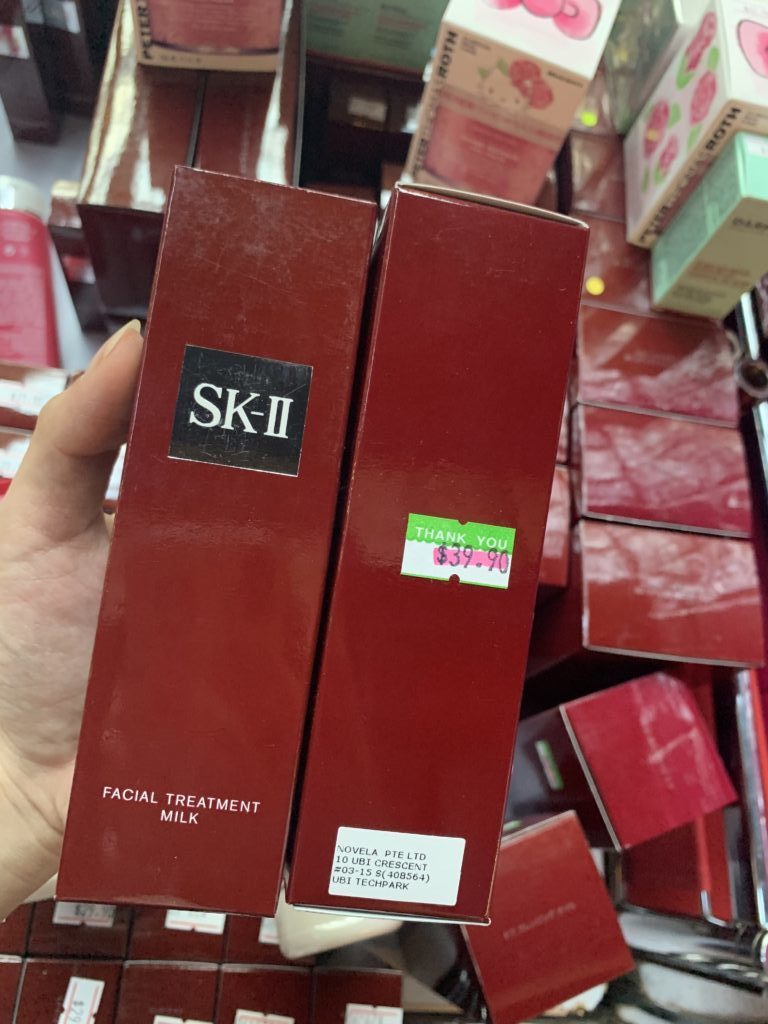 SK-II
FACIAL TREATMENT
MILK
THANK YOU
$39.90
NOVELA PTE LTD
10 UBI CRESCENT
#03-15 S(408564)
UBI TECHPARK
ROTH
ROTH